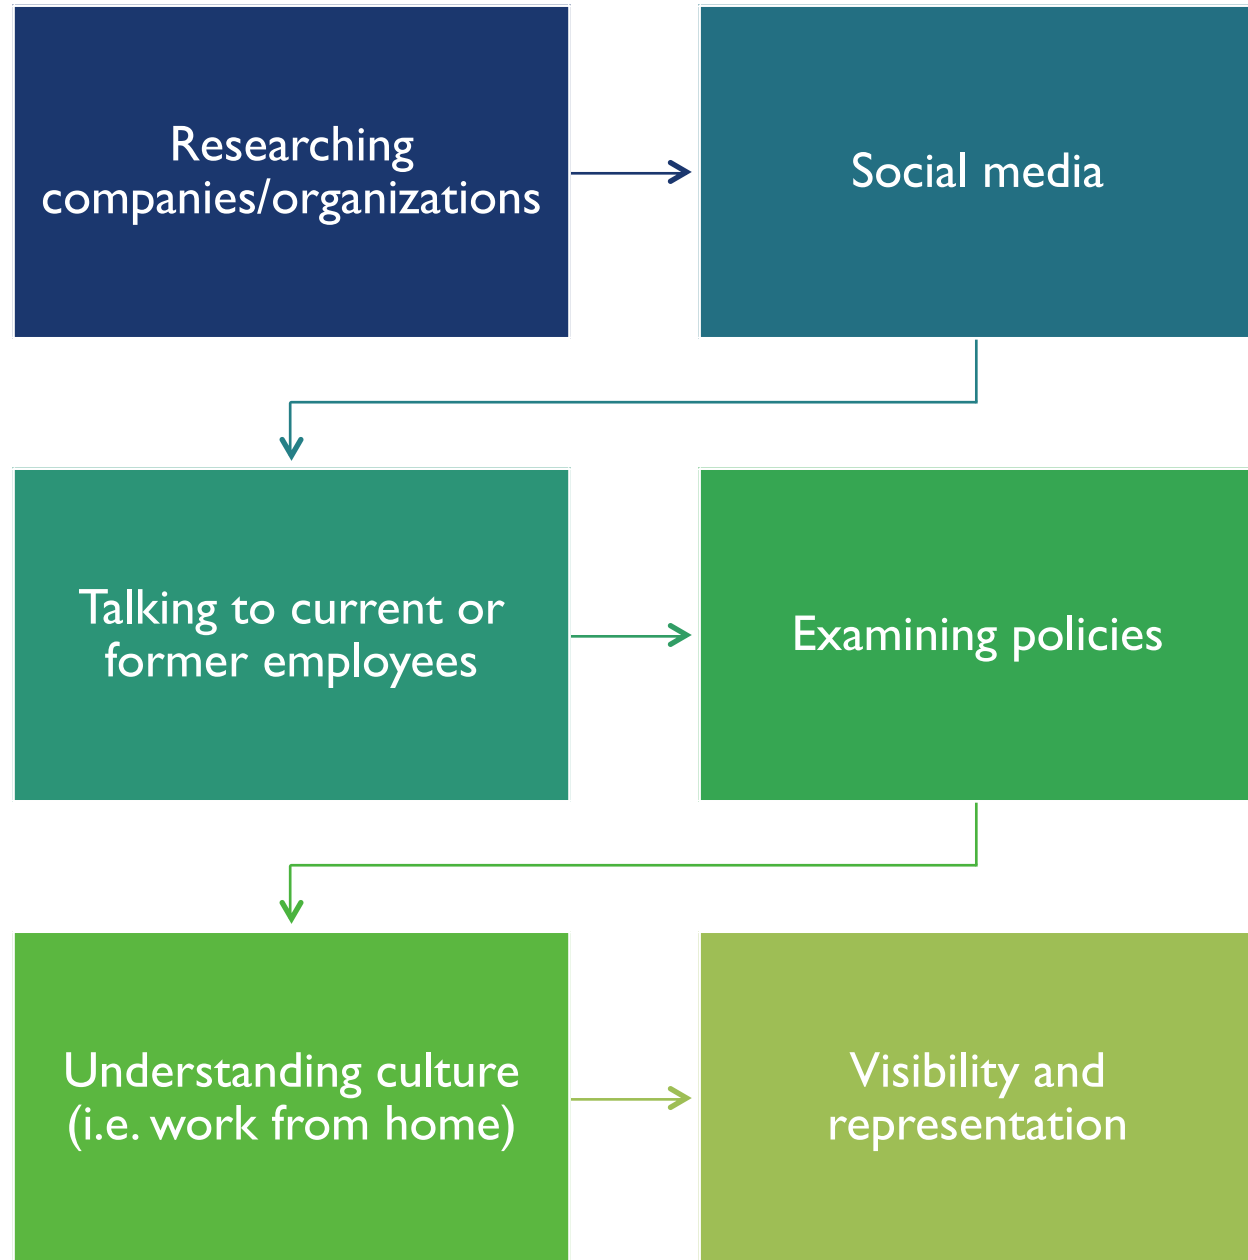 Researching
companies/organizations
Social media
Talking to current or
former employees
Examining policies
Understanding culture
(i.e. work from home)
Visibility and
representation